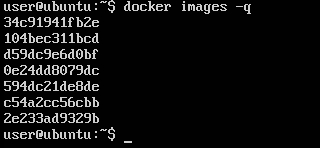 user@ubuntu:~$ docker images -q
34c91941fb2e
104bec311bcd
d59dc9e6d0bf
0e24dd8079dc
594dc21de8de
c54a2cc56cbb
2e233ad9329b
user@ubuntu:~$ _